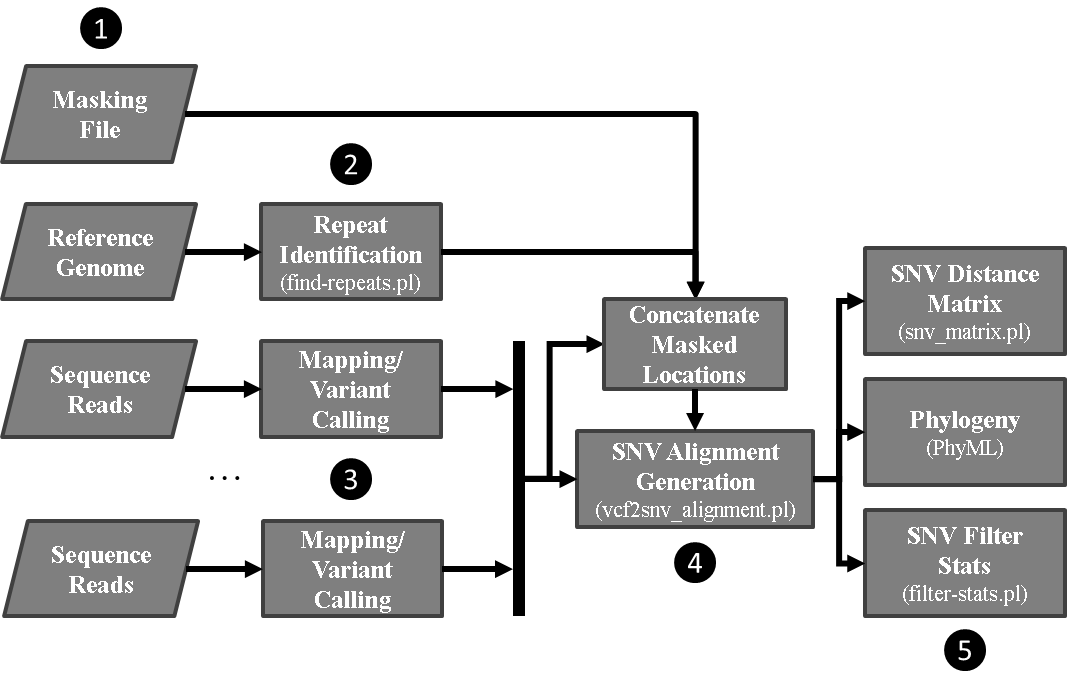 1
Masking
File
2
Reference
Genome
Repeat
Identification
(find-repeats.pl)
Concatenate
Masked
Locations
Sequence
Reads
Mapping/
Variant
Calling
...
3
Sequence
Reads
Mapping/
Variant
Calling
SNV Alignment
Generation
(vcf2snv_alignment.pl)
4
SNV Distance
Matrix
(snv_matrix.pl)
Phylogeny
(PhyML)
SNV Filter
Stats
(filter-stats.pl)
5